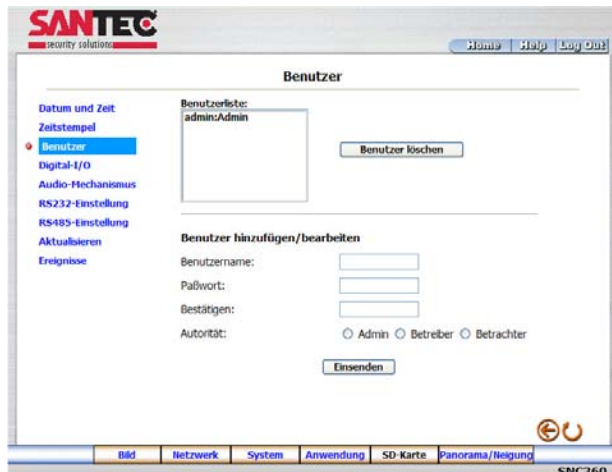 SANTEC
security solutions
Home Help Log Out
Benutzer
Datum und Zeit
Zeitstempel
Benutzer
Digital-I/O
Audio-Mechanismus
RS232-Einstellung
RS485-Einstellung
Aktualisieren
Ereignisse
Benutzerliste:
admin:Admin
Benutzer löschen
Benutzer hinzufügen/bearbeiten
Benutzername:
Paßwort:
Bestätigen:
Autorität: Admin Betreiber Betrachter
Einsenden
Bild Netzwerk System Anwendung SD-Karte Panorama/Neigung
SNC260